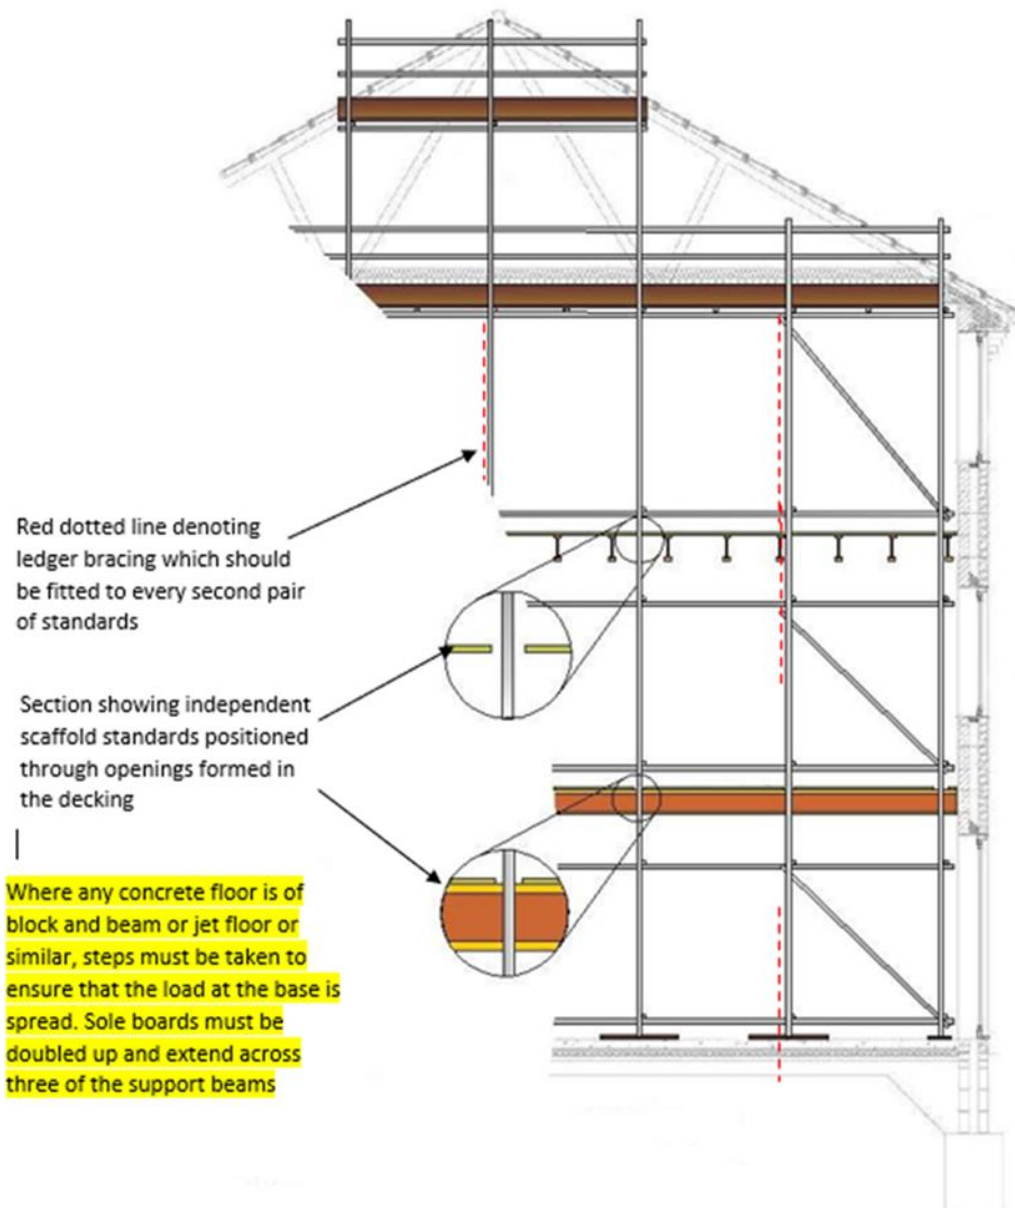 Red dotted line denoting
ledger bracing which should
be fitted to every second pair
of standards
Section showing independent
scaffold standards positioned
through openings formed in
the decking
Where any concrete floor is of
block and beam or jet floor or
similar, steps must be taken to
ensure that the load at the base is
spread. Sole boards must be
doubled up and extend across
three of the support beams